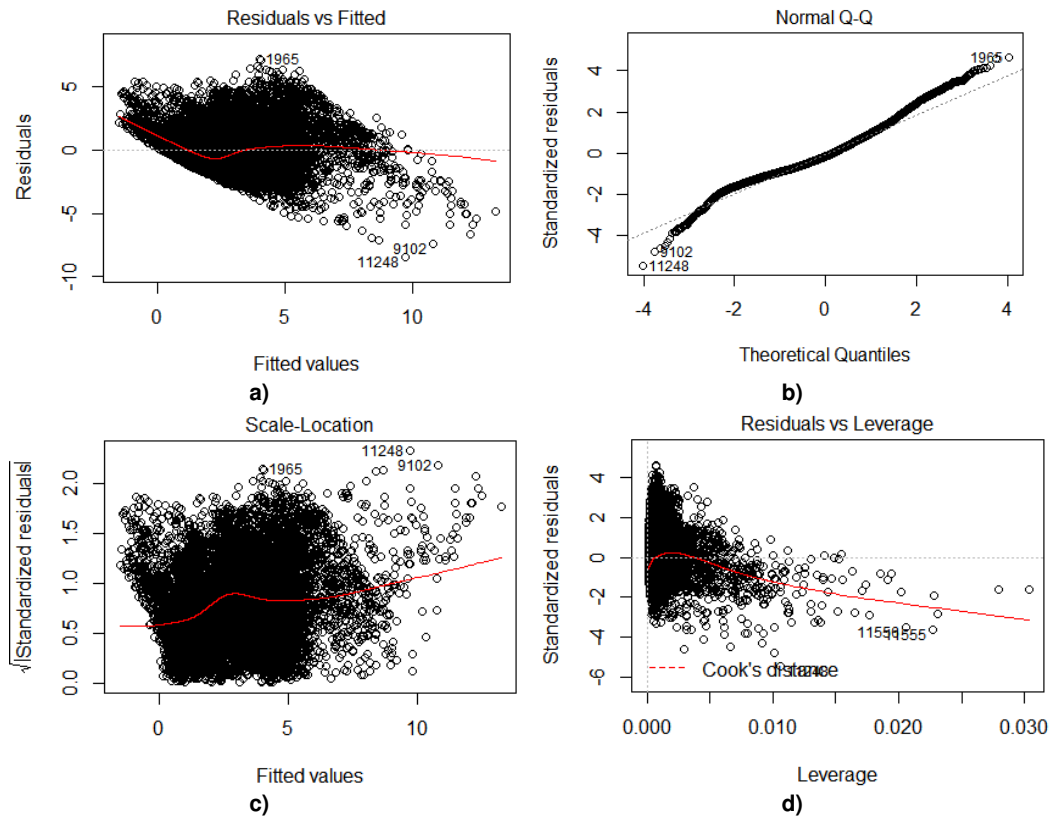 Residuals vs Fitted
Residuals
5
0
-5
-10
1965
9102
11248
0
5
10
Fitted values
a)
Normal Q-Q
Standardized residuals
4
2
0
-2
-4
1965
9102
11248
-4
-2
0
2
4
Theoretical Quantiles
b)
Scale-Location
√|Standardized residuals|
2.0
1.5
1.0
0.5
0.0
11248
9102
1965
0
5
10
Fitted values
c)
Residuals vs Leverage
Standardized residuals
4
2
0
-2
-4
-6
11555
Cook's distance
11248
0.000
0.010
0.020
0.030
Leverage
d)